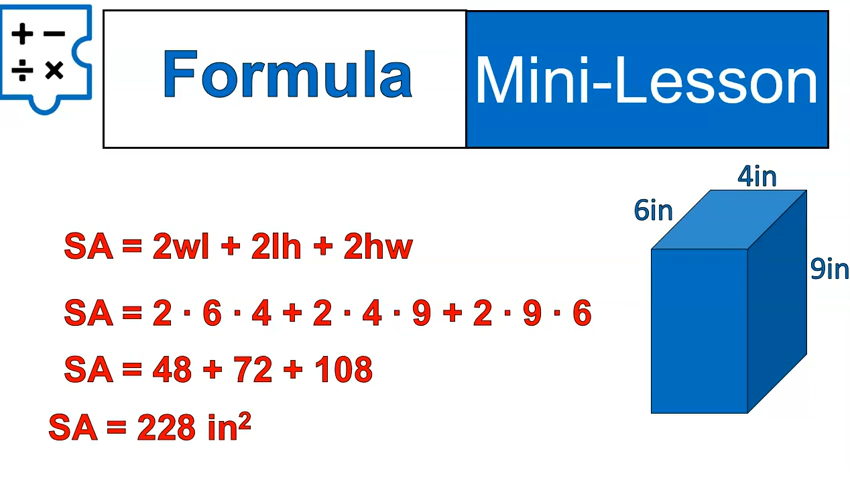 + −
÷ ×
Formula Mini-Lesson
4in
6in
9in
SA = 2wl + 2lh + 2hw
SA = 2 · 6 · 4 + 2 · 4 · 9 + 2 · 9 · 6
SA = 48 + 72 + 108
SA = 228 in²